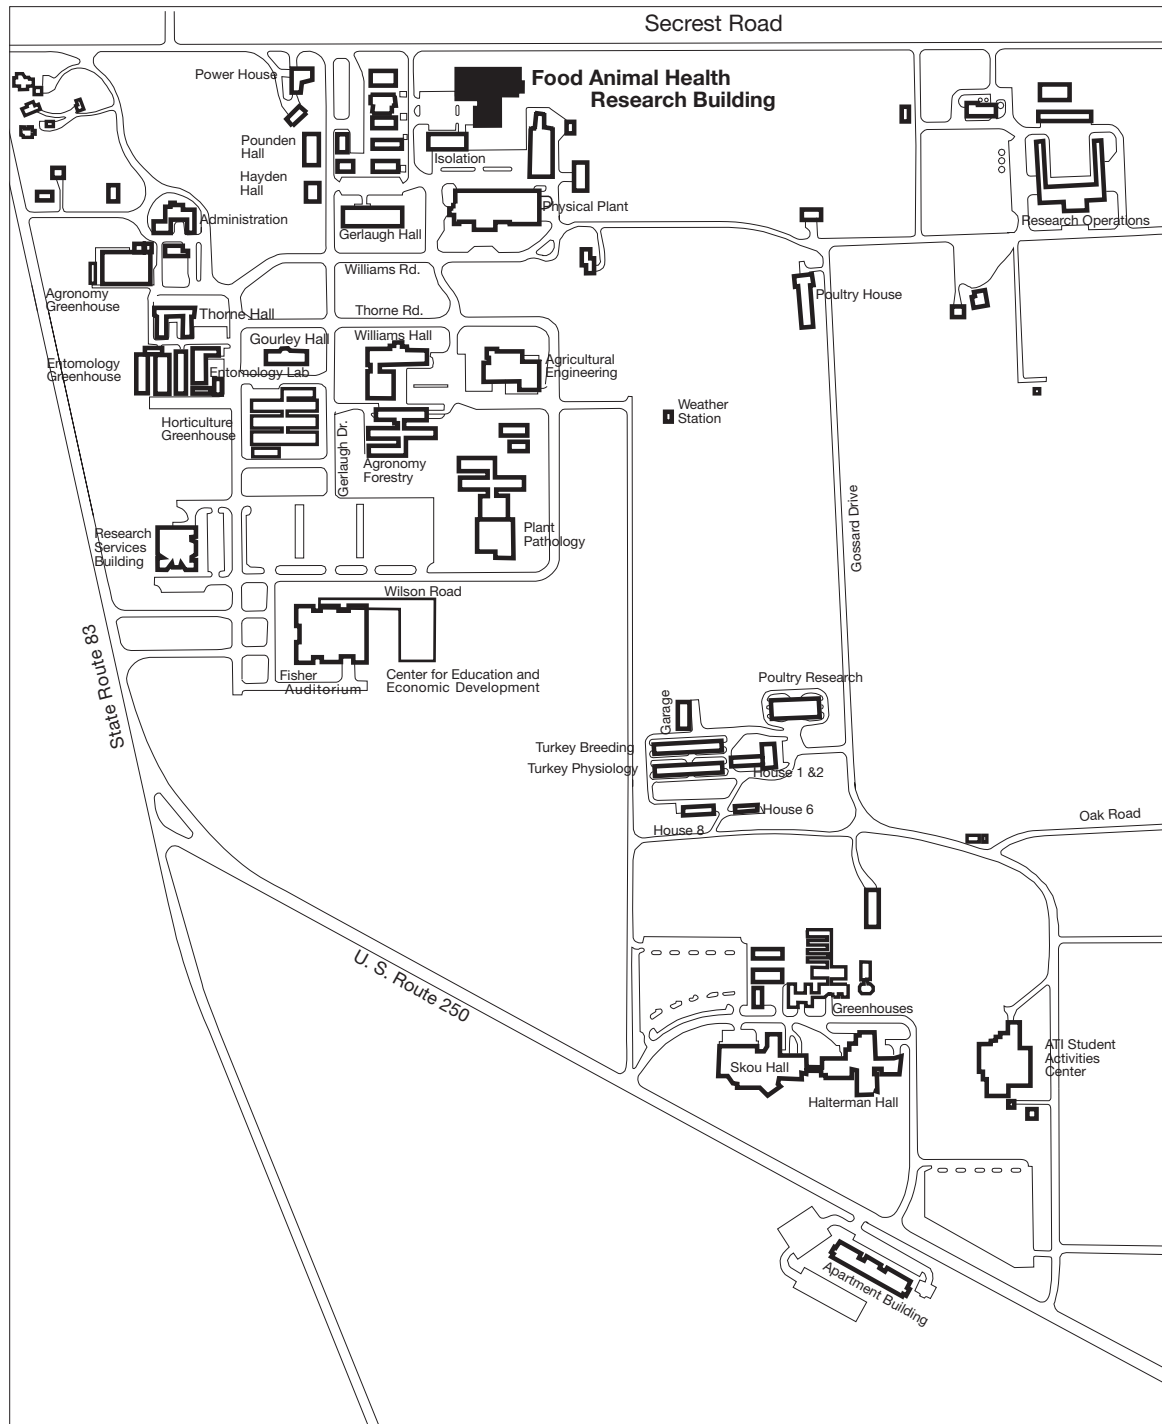 Secrest Road
Power House
Food Animal Health
Research Building
Pounden
Hall
Isolation
Hayden
Hall
Administration
Gerlaugh Hall
Physical Plant
Research Operations
Williams Rd.
Agronomy
Greenhouse
Poultry House
Thorne Rd.
Thorne Hall
Gourley Hall
Williams Hall
Entomology
Greenhouse
Entomology Lab
Agricultural
Engineering
Weather
Station
Horticulture
Greenhouse
Gerlaugh Dr.
Agronomy
Forestry
Research
Services
Building
Plant
Pathology
Gossard Drive
Wilson Road
State Route 83
Fisher
Auditorium
Center for Education and
Economic Development
Poultry Research
Garage
Turkey Breeding
Turkey Physiology
House 1 &2
House 8
House 6
Oak Road
U. S. Route 250
Greenhouses
Skou Hall
Halterman Hall
ATI Student
Activities
Center
Apartment Building